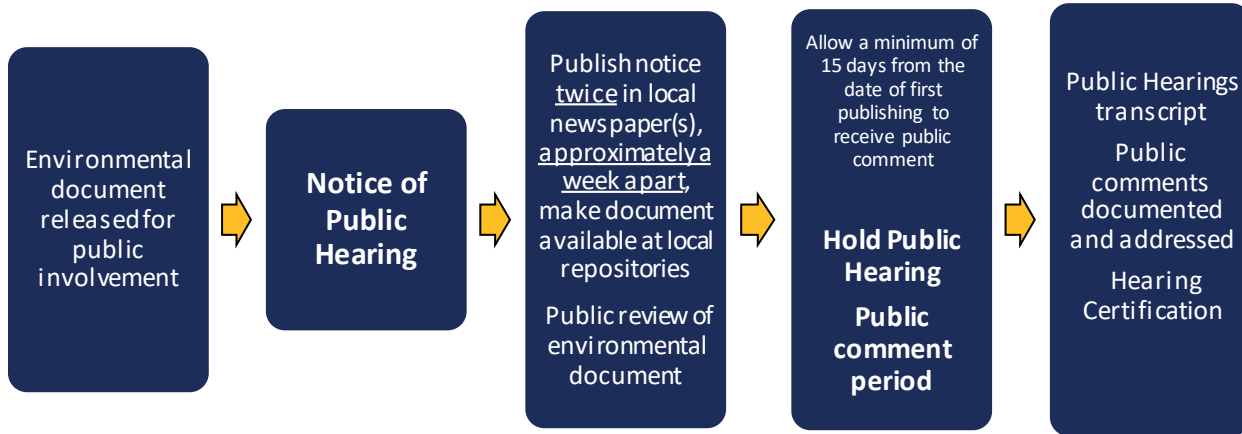 Environmental
document
released for
public
involvement
Notice of
Public
Hearing
Publish notice
twice in local
newspaper(s),
approximately a
week apart,
make document
available at local
repositories
Public review of
environmental
document
Allow a minimum of
15 days from the
date of first
publishing to
receive public
comment
Hold Public
Hearing
Public
comment
period
Public Hearings
transcript
Public
comments
documented
and addressed
Hearing
Certification